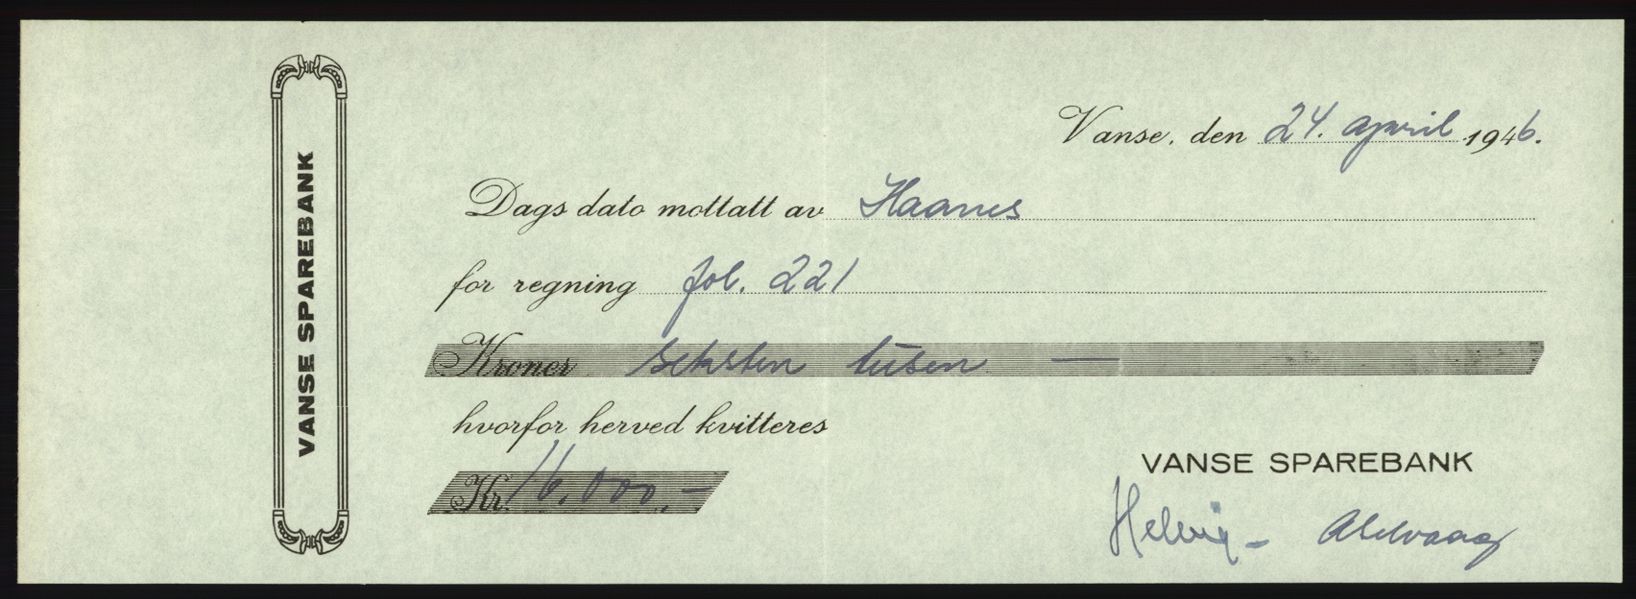 VANSE SPAREBANK
Vanse, den 24. april 1946.
Dags dato mottatt av Haanes
for regning fol. 221
Kroner seksten tusen —
hvorfor herved kvitteres
Kr. 16.000.-
VANSE SPAREBANK